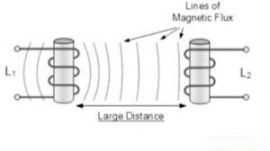 Lines of
Magnetic Flux
L1
L2
Large Distance